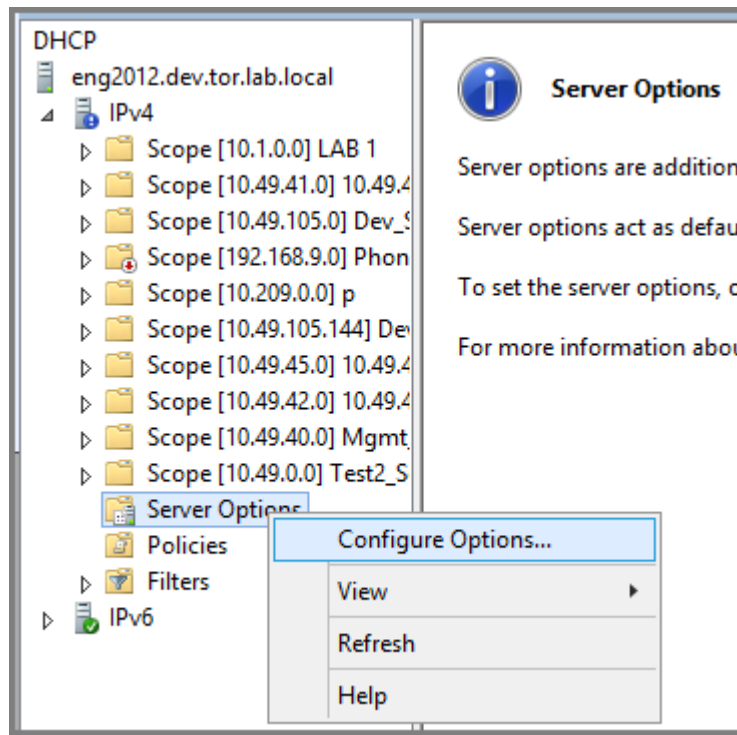 DHCP
eng2012.dev.tor.lab.local
IPv4
Scope [10.1.0.0] LAB 1
Scope [10.49.41.0] 10.49.4
Scope [10.49.105.0] Dev_S
Scope [192.168.9.0] Phon
Scope [10.209.0.0] p
Scope [10.49.105.144] De
Scope [10.49.45.0] 10.49.4
Scope [10.49.42.0] 10.49.4
Scope [10.49.40.0] Mgmt_
Scope [10.49.0.0] Test2_S
Server Options
Policies
Filters
IPv6
Configure Options...
View
Refresh
Help
Server Options
Server options are addition
Server options act as defau
To set the server options, c
For more information abou